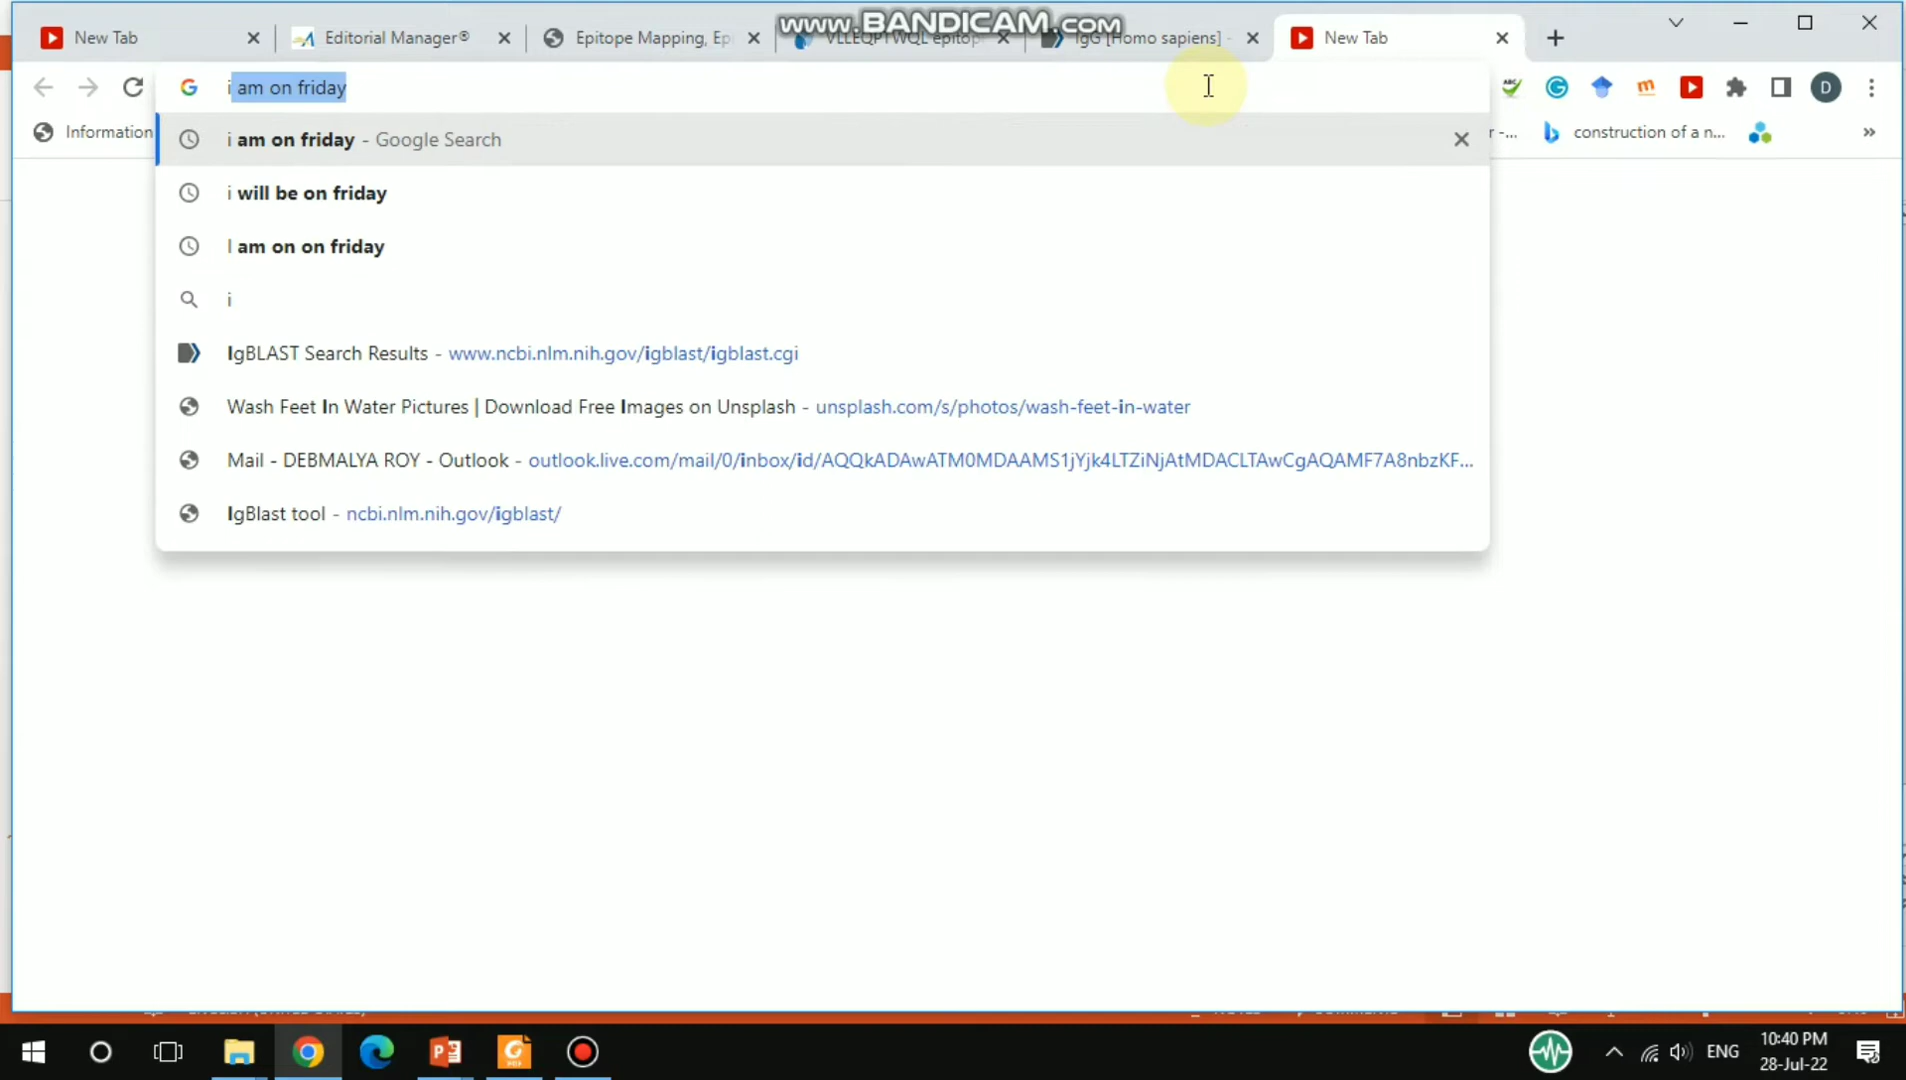 www.BANDICAM.com
New Tab
Editorial Manager®
Epitope Mapping, Ep
VLLEQPTWQL epitop
IgG [Homo sapiens] -
New Tab
i am on friday
D
Information
r -...
construction of a n...
»
i am on friday - Google Search
i will be on friday
I am on on friday
i
IgBLAST Search Results - www.ncbi.nlm.nih.gov/igblast/igblast.cgi
Wash Feet In Water Pictures | Download Free Images on Unsplash - unsplash.com/s/photos/wash-feet-in-water
Mail - DEBMALYA ROY - Outlook - outlook.live.com/mail/0/inbox/id/AQQkADAwATM0MDAAMS1jYjk4LTZiNjAtMDACLTAwCgAQAMF7A8nbzKF...
IgBlast tool - ncbi.nlm.nih.gov/igblast/
ENG
10:40 PM
28-Jul-22